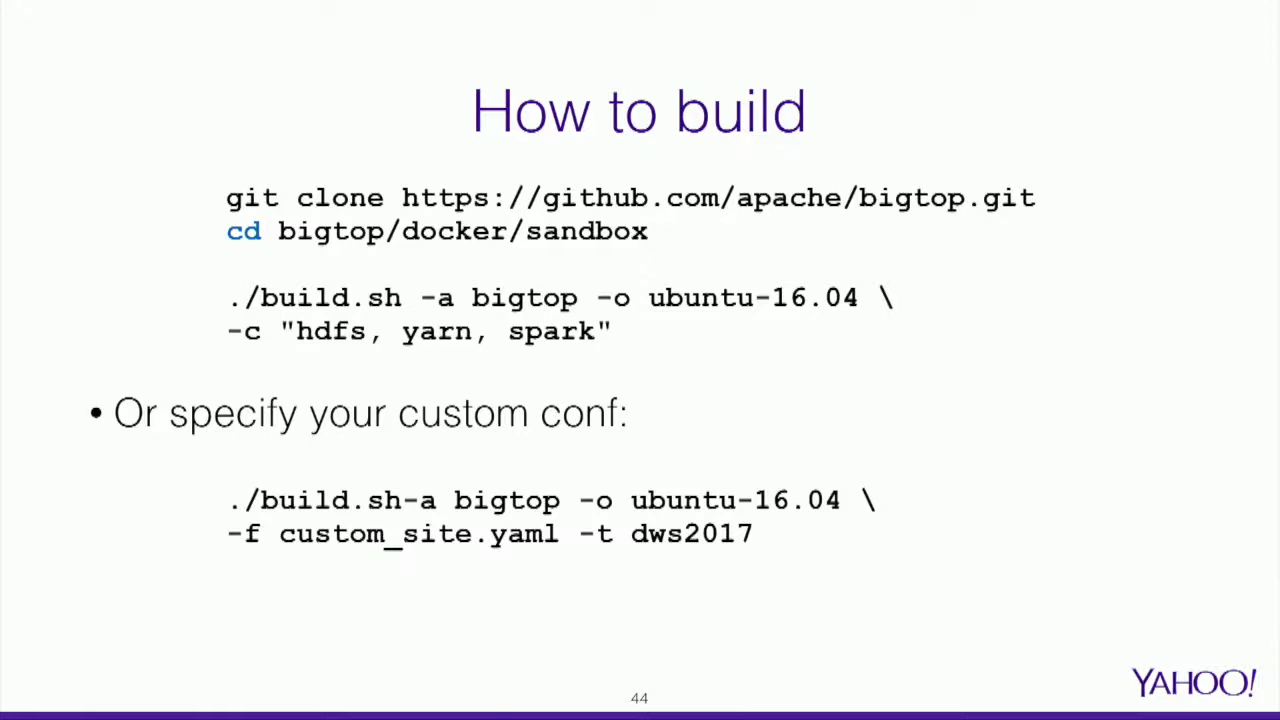 How to build
git clone https://github.com/apache/bigtop.git
cd bigtop/docker/sandbox
./build.sh -a bigtop -o ubuntu-16.04 \
-c "hdfs, yarn, spark"
• Or specify your custom conf:
./build.sh-a bigtop -o ubuntu-16.04 \
-f custom_site.yaml -t dws2017
44
YAHOO!